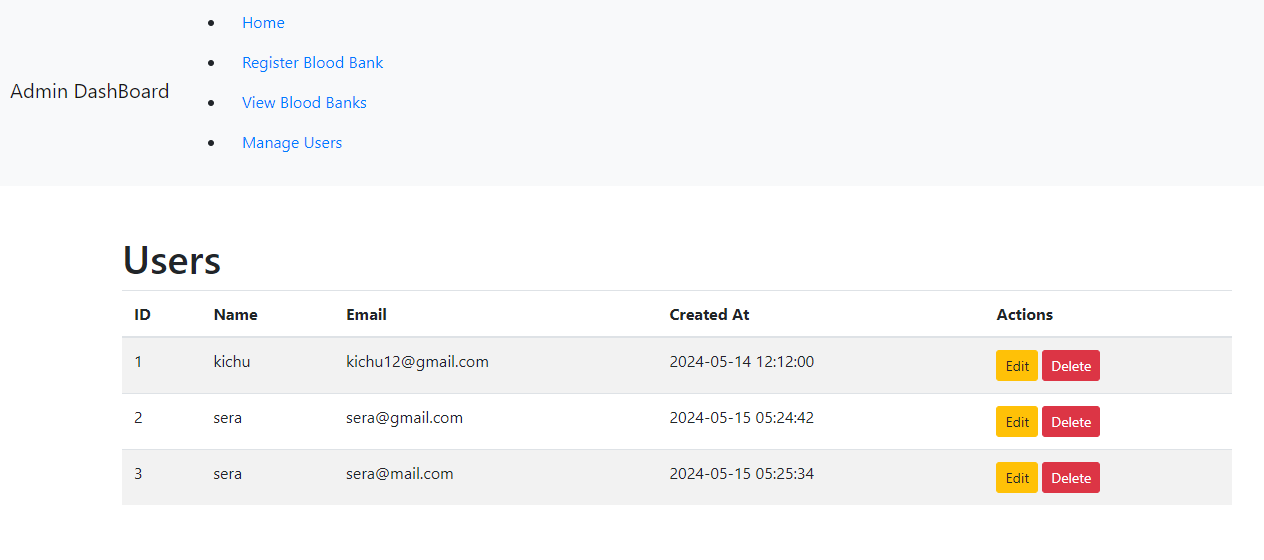 Home
Register Blood Bank
Admin DashBoard
View Blood Banks
Manage Users
Users
ID Name Email Created At Actions
1 kichu kichu12@gmail.com 2024-05-14 12:12:00 Edit Delete
2 sera sera@gmail.com 2024-05-15 05:24:42 Edit Delete
3 sera sera@mail.com 2024-05-15 05:25:34 Edit Delete